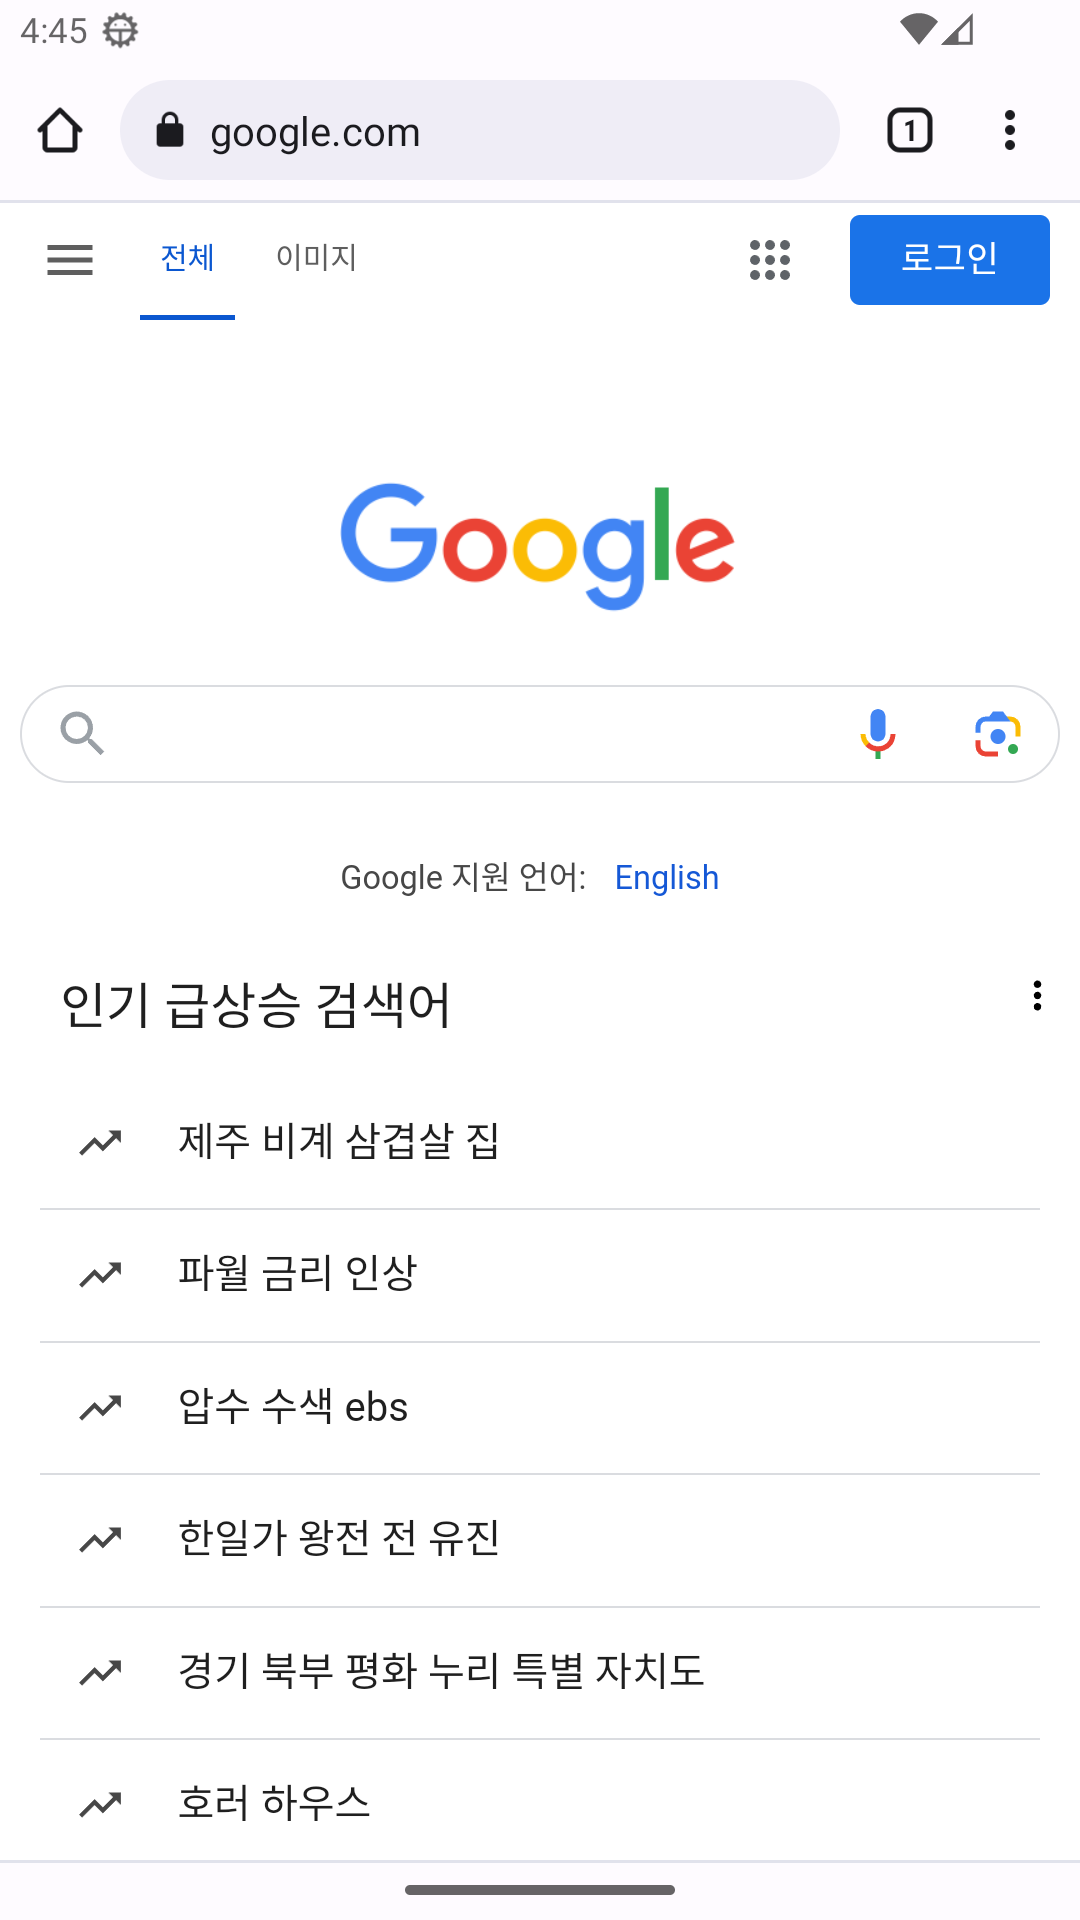 4:45
google.com
1
전체 이미지
로그인
Google
Google 지원 언어: English
인기 급상승 검색어
제주 비계 삼겹살 집
파월 금리 인상
압수 수색 ebs
한일가 왕전 전 유진
경기 북부 평화 누리 특별 자치도
호러 하우스